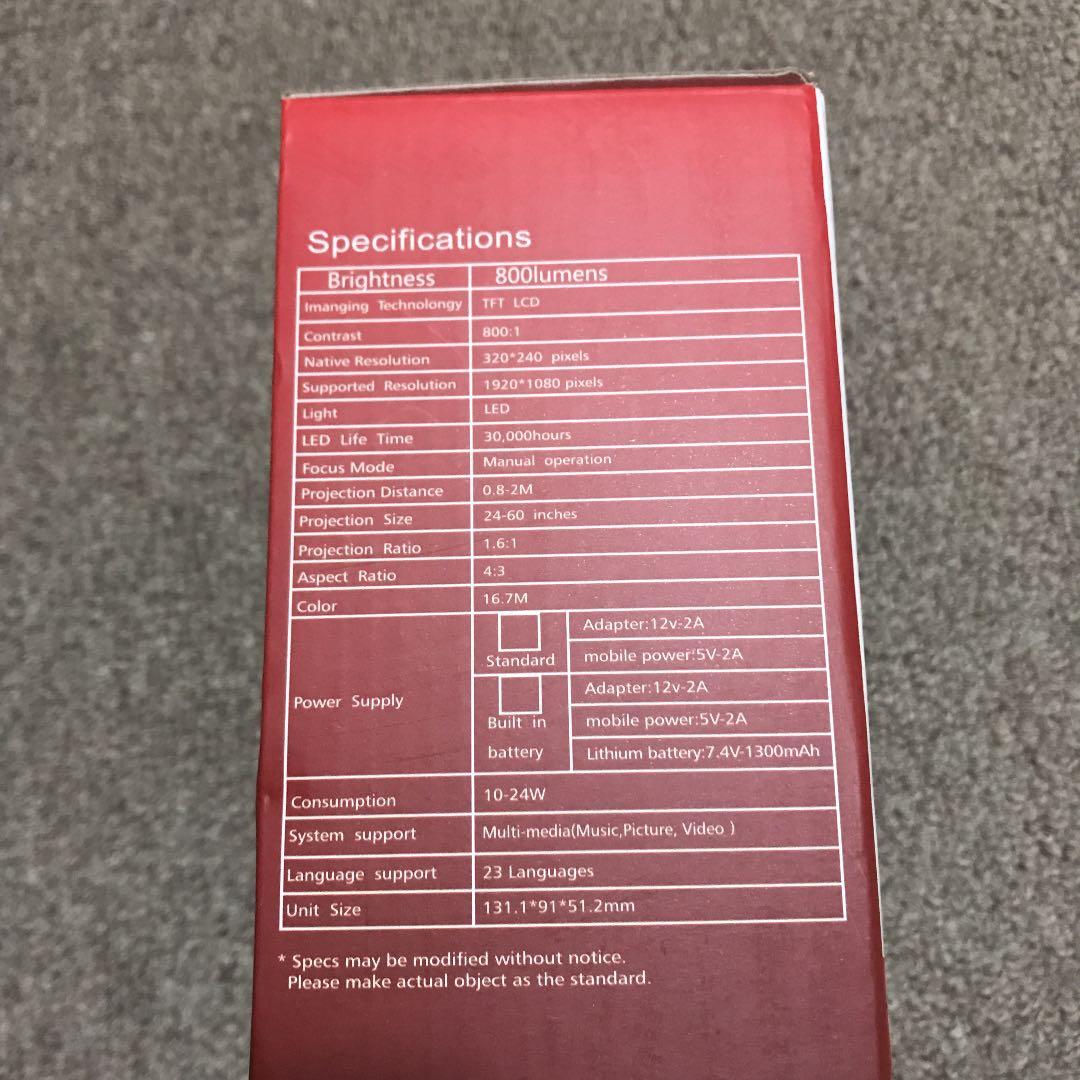 Specifications
Brightness 800lumens
Imanging Technolongy TFT LCD
Contrast 800:1
Native Resolution 320*240 pixels
Supported Resolution 1920*1080 pixels
Light LED
LED Life Time 30,000hours
Focus Mode Manual operation
Projection Distance 0.8-2M
Projection Size 24-60 inches
Projection Ratio 1.6:1
Aspect Ratio 4:3
Color 16.7M
Power Supply
Standard
Adapter:12v-2A
mobile power:5V-2A
Built in
battery
Adapter:12v-2A
mobile power:5V-2A
Lithium battery:7.4V-1300mAh
Consumption 10-24W
System support Multi-media(Music,Picture, Video )
Language support 23 Languages
Unit Size 131.1*91*51.2mm
* Specs may be modified without notice.
Please make actual object as the standard.